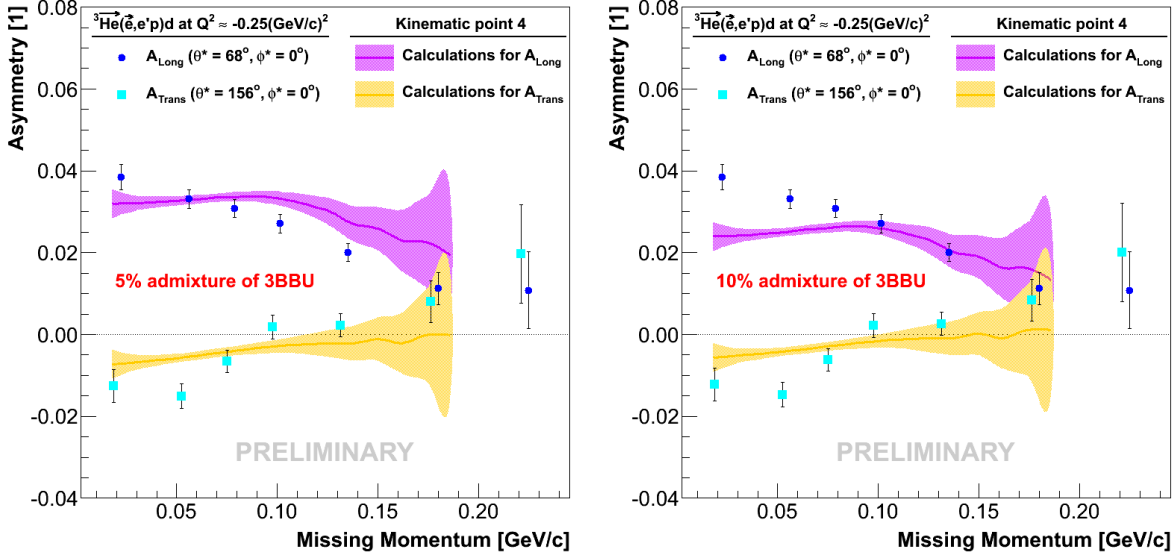 ³He(e,e'p)d at Q² ≈ -0.25(GeV/c)²
Kinematic point 4
A_Long (θ* = 68°, ϕ* = 0°)
Calculations for A_Long
A_Trans (θ* = 156°, ϕ* = 0°)
Calculations for A_Trans
Asymmetry [1]
0.08
0.06
0.04
0.02
0.00
-0.02
-0.04
5% admixture of 3BBU
PRELIMINARY
0.05
0.10
0.15
0.20
Missing Momentum [GeV/c]
³He(e,e'p)d at Q² ≈ -0.25(GeV/c)²
Kinematic point 4
A_Long (θ* = 68°, ϕ* = 0°)
Calculations for A_Long
A_Trans (θ* = 156°, ϕ* = 0°)
Calculations for A_Trans
Asymmetry [1]
0.08
0.06
0.04
0.02
0.00
-0.02
-0.04
10% admixture of 3BBU
PRELIMINARY
0.05
0.10
0.15
0.20
Missing Momentum [GeV/c]